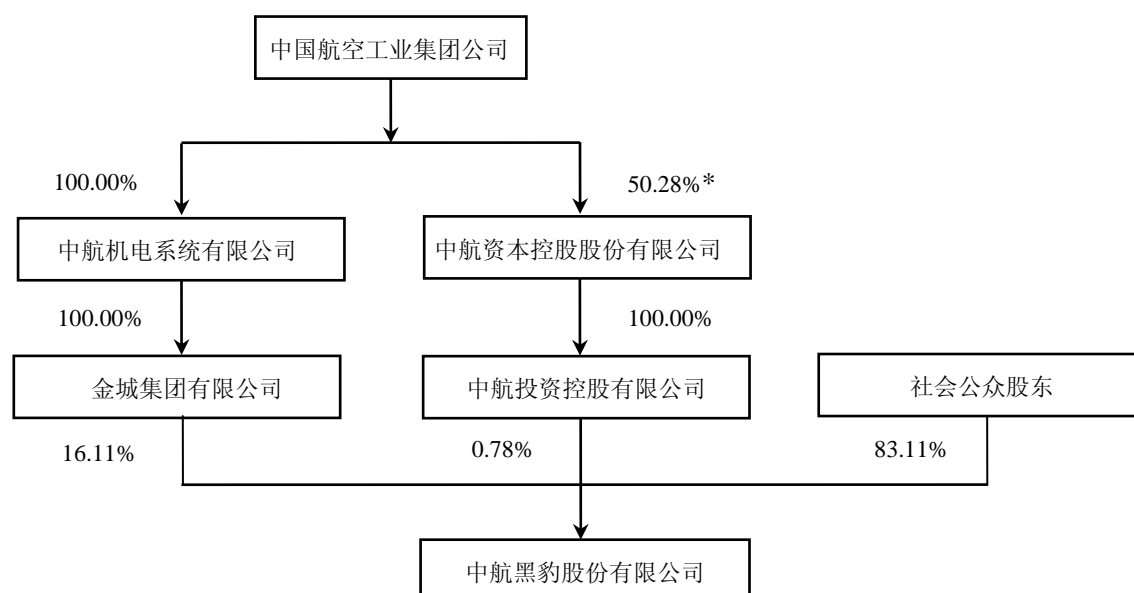 中国航空工业集团公司
100.00%
50.28%*
中航机电系统有限公司
中航资本控股股份有限公司
100.00%
100.00%
金城集团有限公司
中航投资控股有限公司
社会公众股东
16.11%
0.78%
83.11%
中航黑豹股份有限公司